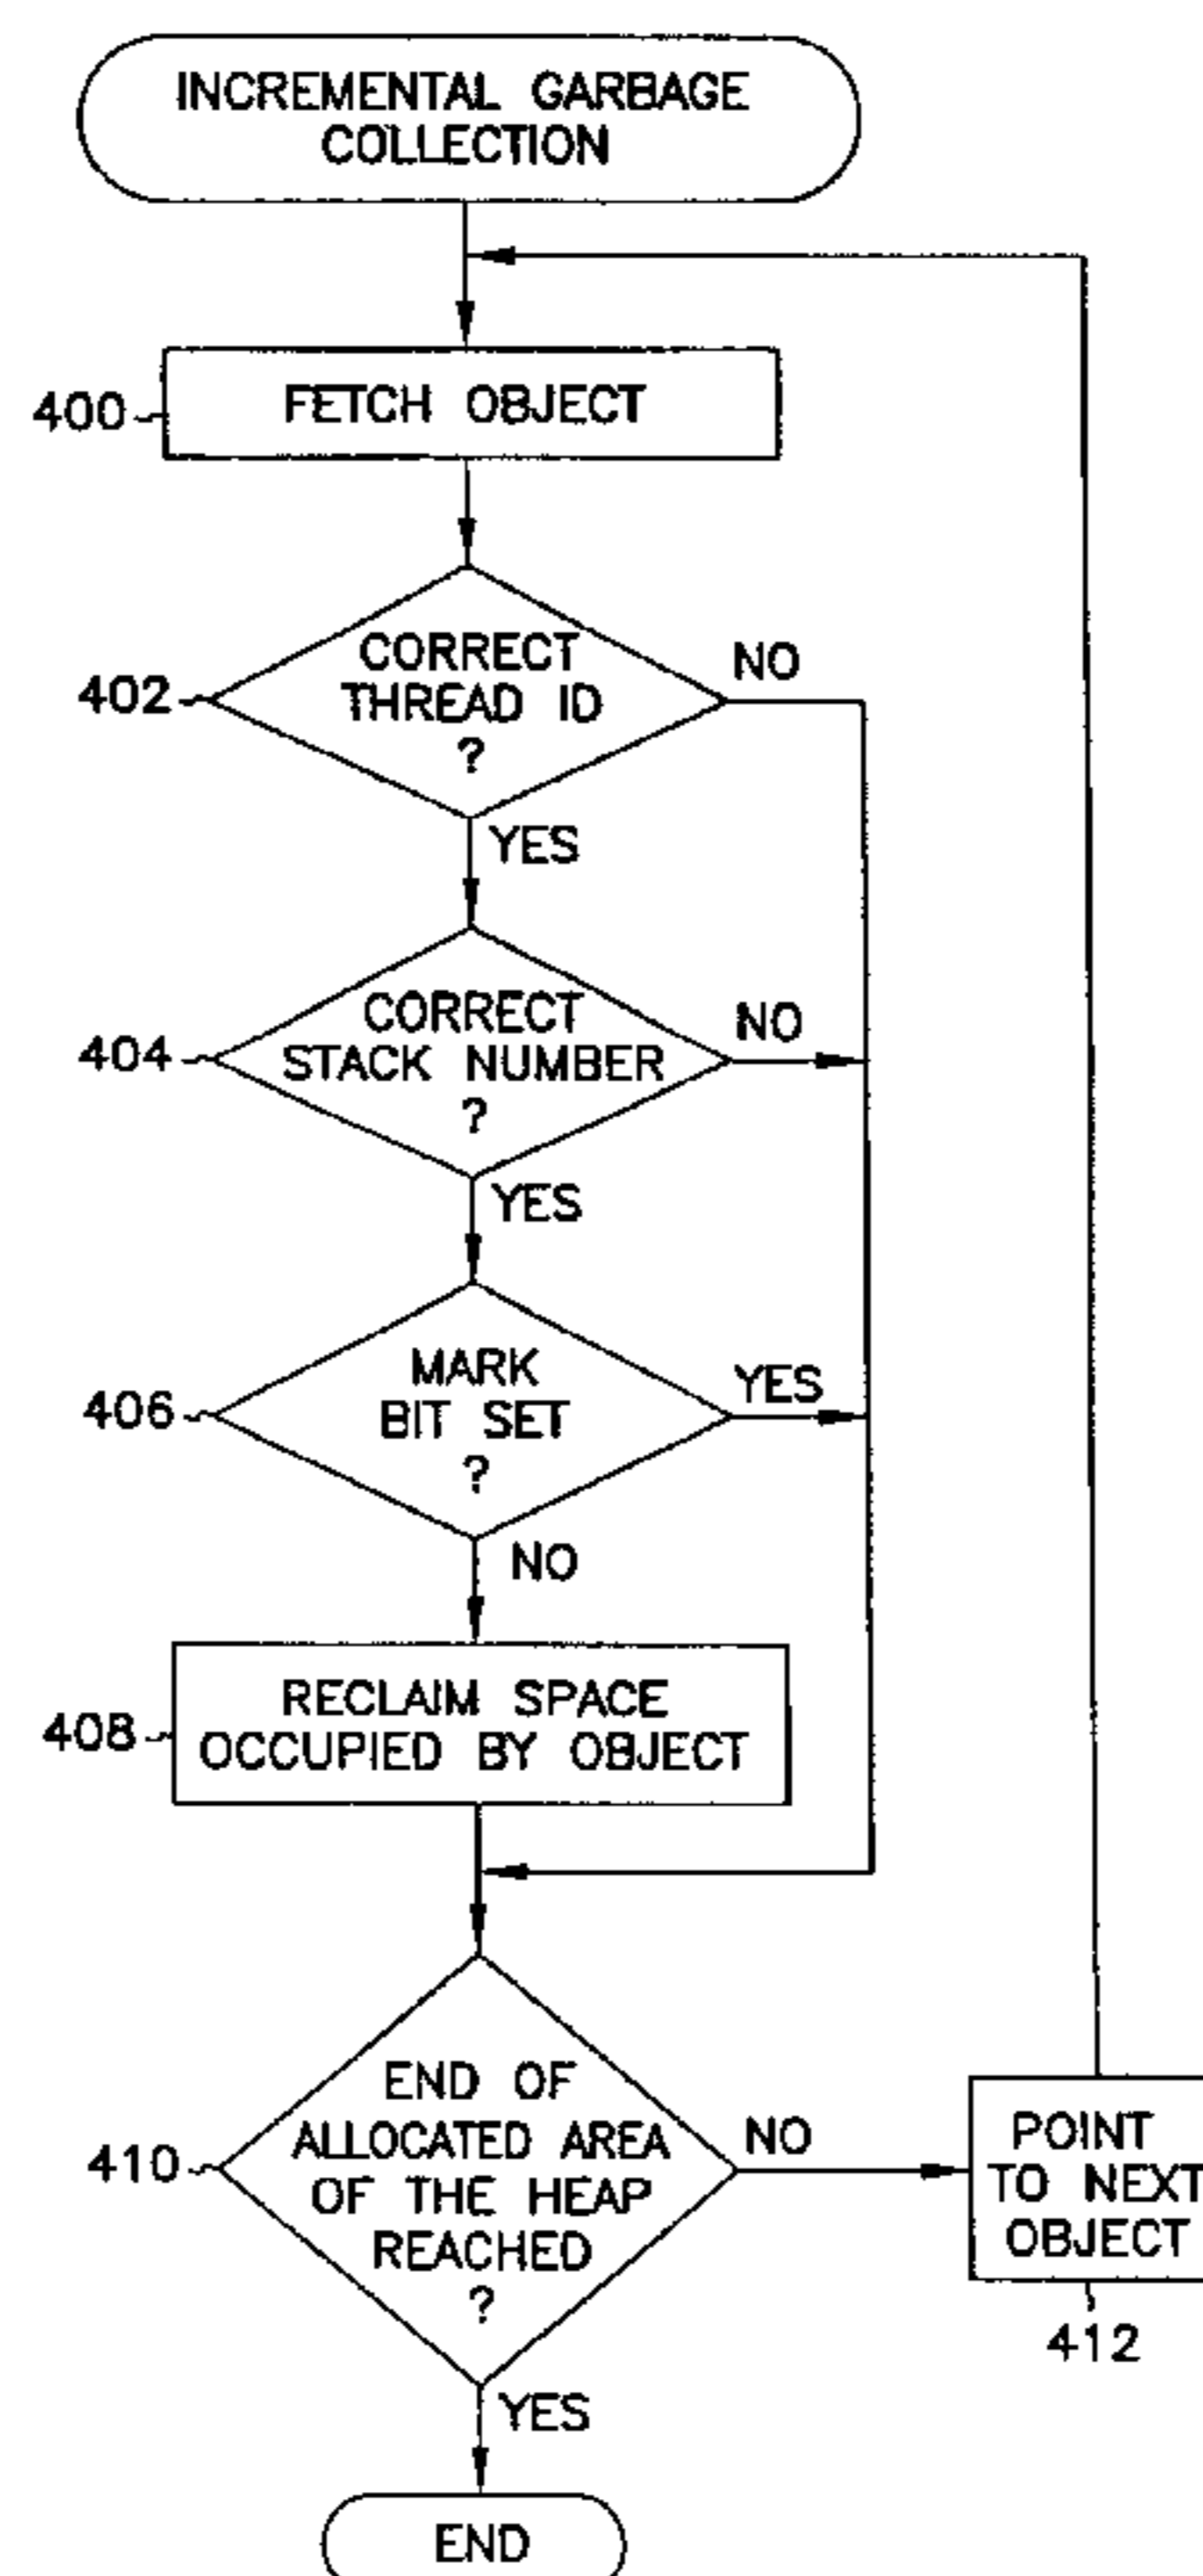 INCREMENTAL GARBAGE
COLLECTION
400
FETCH OBJECT
402
CORRECT
THREAD ID
?
NO
YES
404
CORRECT
STACK NUMBER
?
NO
YES
406
MARK
BIT SET
?
YES
NO
408
RECLAIM SPACE
OCCUPIED BY OBJECT
410
END OF
ALLOCATED AREA
OF THE HEAP
REACHED
?
NO
YES
POINT
TO NEXT
OBJECT
412
END